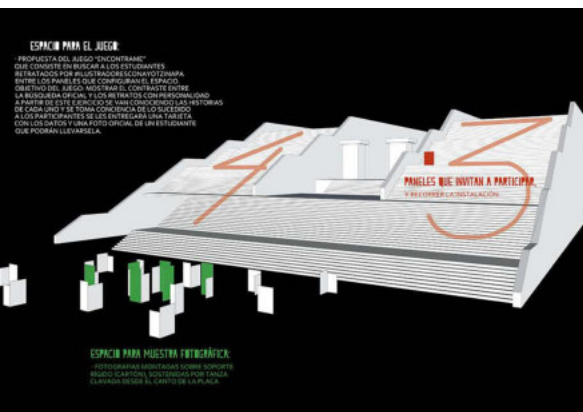 ESPACIO PARA EL JUEGO:
- PROPUESTA DEL JUEGO "ENCONTRAME"
QUE CONSISTE EN BUSCAR A LOS ESTUDIANTES
RETRATADOS POR #ILUSTRADORESCONAYOTZINAPA
ENTRE LOS PANELES QUE CONFIGURAN EL ESPACIO.
OBJETIVO DEL JUEGO: MOSTRAR EL CONTRASTE ENTRE
LA BÚSQUEDA OFICIAL Y LOS RETRATOS CON PERSONALIDAD
A PARTIR DE ESTE EJERCICIO SE VAN CONOCIENDO LAS HISTORIAS
DE CADA UNO Y SE TOMA CONCIENCIA DE LO SUCEDIDO
A LOS PARTICIPANTES SE LES ENTREGARÁ UNA TARJETA
CON LOS DATOS Y UNA FOTO OFICIAL DE UN ESTUDIANTE
QUE PODRÁN LLEVARSELA.
43
PANELES QUE INVITAN A PARTICIPAR,
Y RECORRER LA INSTALACIÓN.
ESPACIO PARA MUESTRA FOTOGRÁFICA:
- FOTOGRAFÍAS MONTADAS SOBRE SOPORTE
RÍGIDO (CARTÓN), SOSTENIDAS POR TANZA
CLAVADA DESDE EL CANTO DE LA PLACA